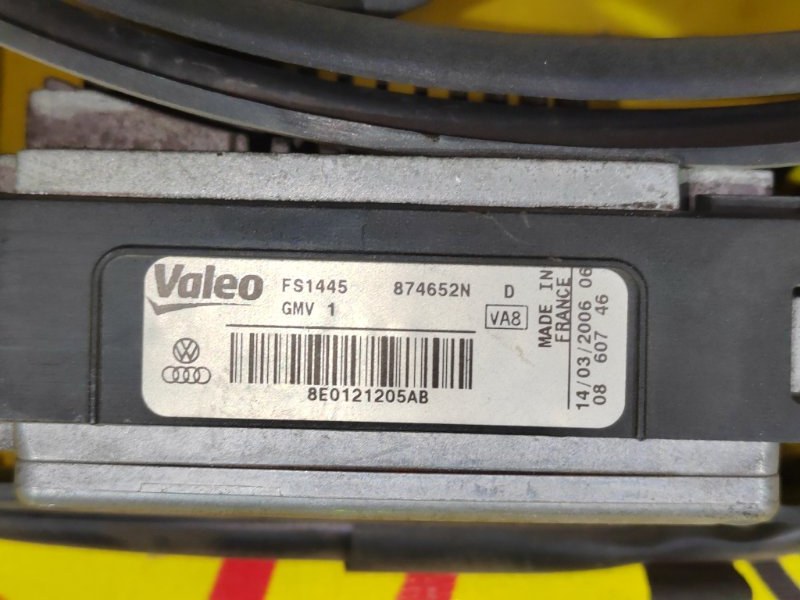 Valeo FS1445 874652N D
GMV 1 VA8
8E0121205AB
MADE IN
FRANCE
14/03/2006 06
08 607 46